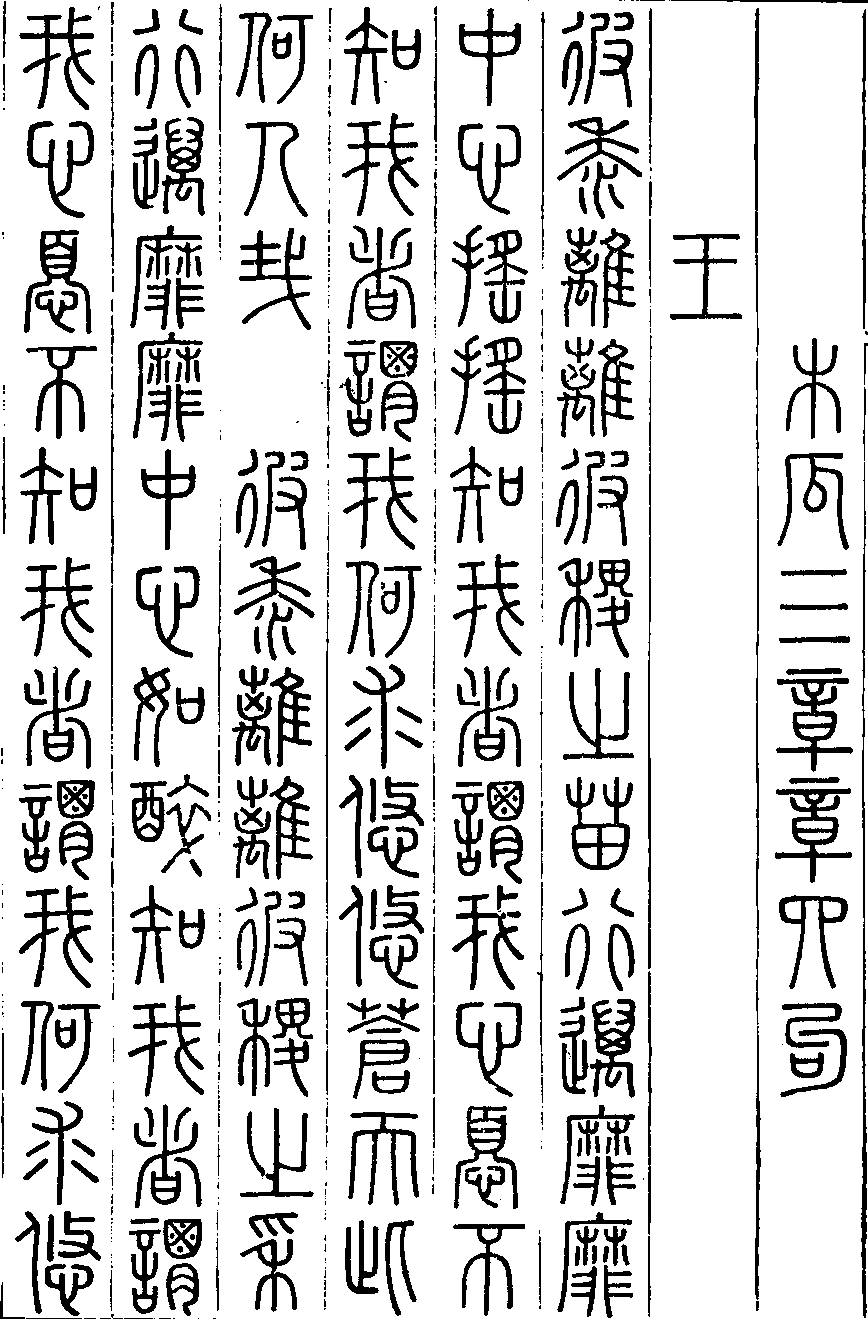 木瓜三章章四句
王
彼黍離離彼稷之苗行邁靡靡
中心搖搖知我者謂我心憂不
知我者謂我何求悠悠蒼天此
何人哉　彼黍離離彼稷之穗
行邁靡靡中心如醉知我者謂
我心憂不知我者謂我何求悠